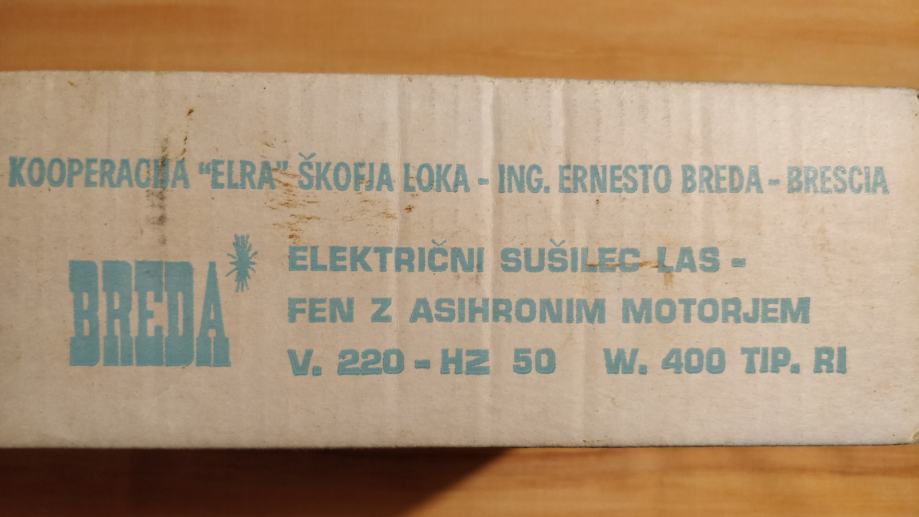 KOOPERACIJA "ELRA" ŠKOFJA LOKA - ING. ERNESTO BREDA - BRESCIA
BREDA*
ELEKTRIČNI SUŠILEC LAS -
FEN Z ASIHRONIM MOTORJEM
V. 220 - HZ 50 W. 400 TIP. RI